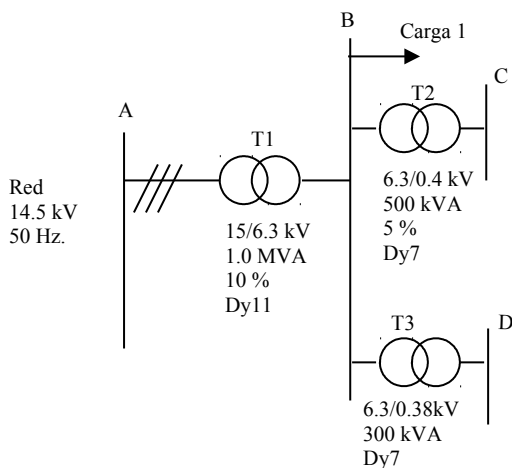 B
Carga 1
C
A
T2
T1
Red
14.5 kV
50 Hz.
6.3/0.4 kV
500 kVA
5 %
Dy7
15/6.3 kV
1.0 MVA
10 %
Dy11
T3
D
6.3/0.38kV
300 kVA
Dy7